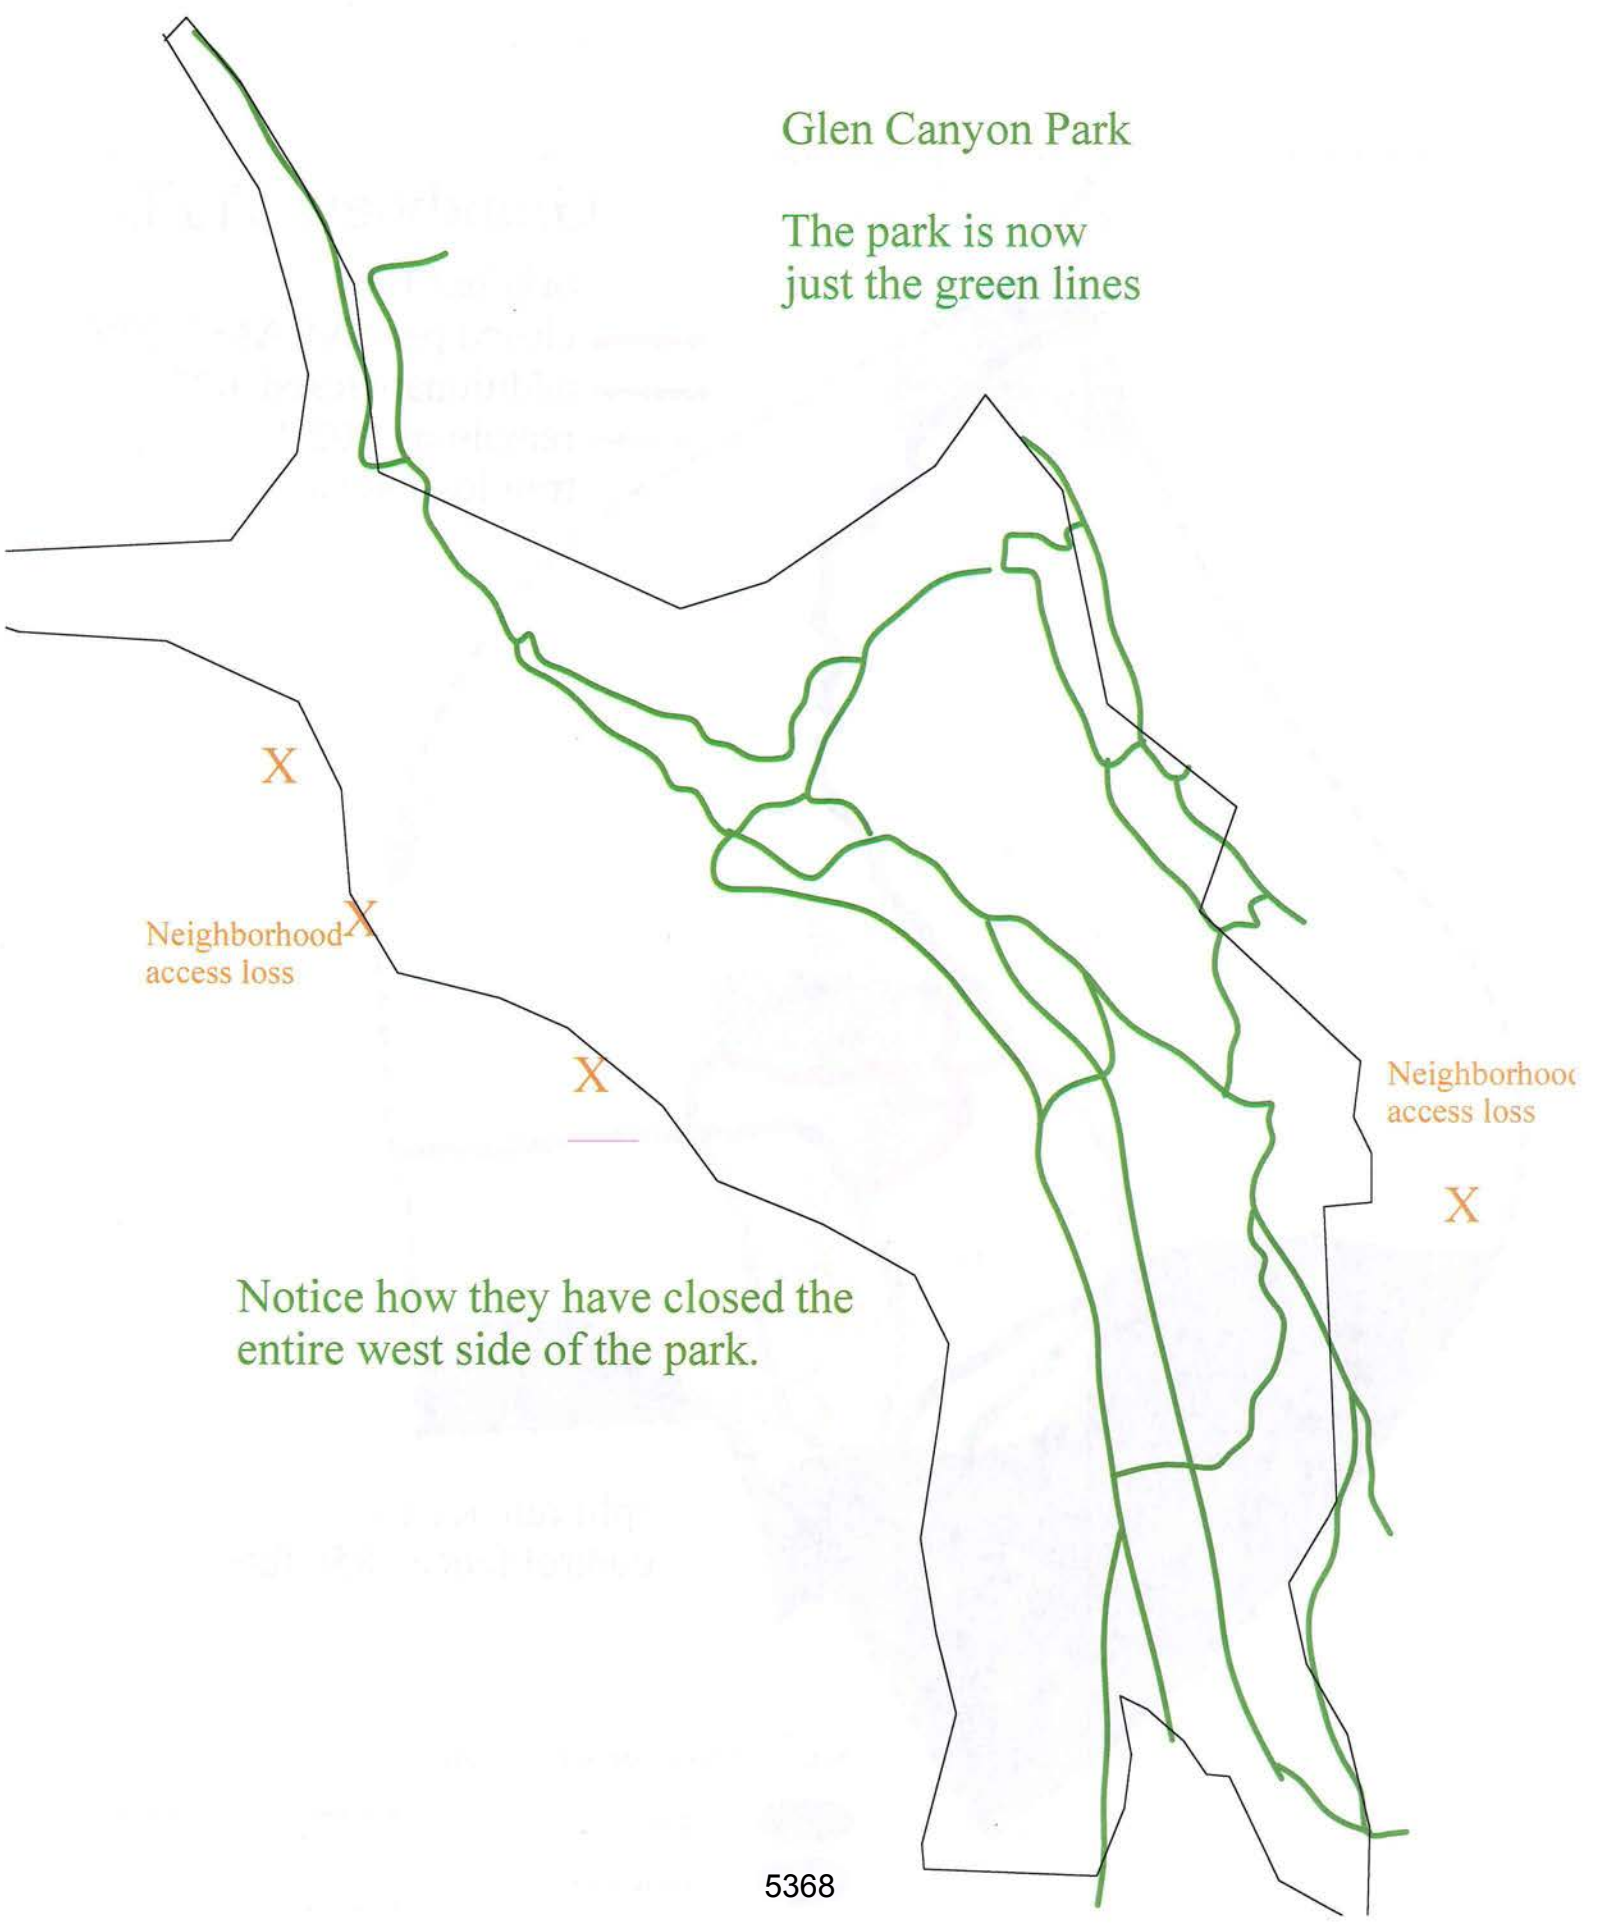 Glen Canyon Park
The park is now
just the green lines
X
Neighborhood X
access loss
X
Neighborhood
access loss
X
Notice how they have closed the
entire west side of the park.
5368